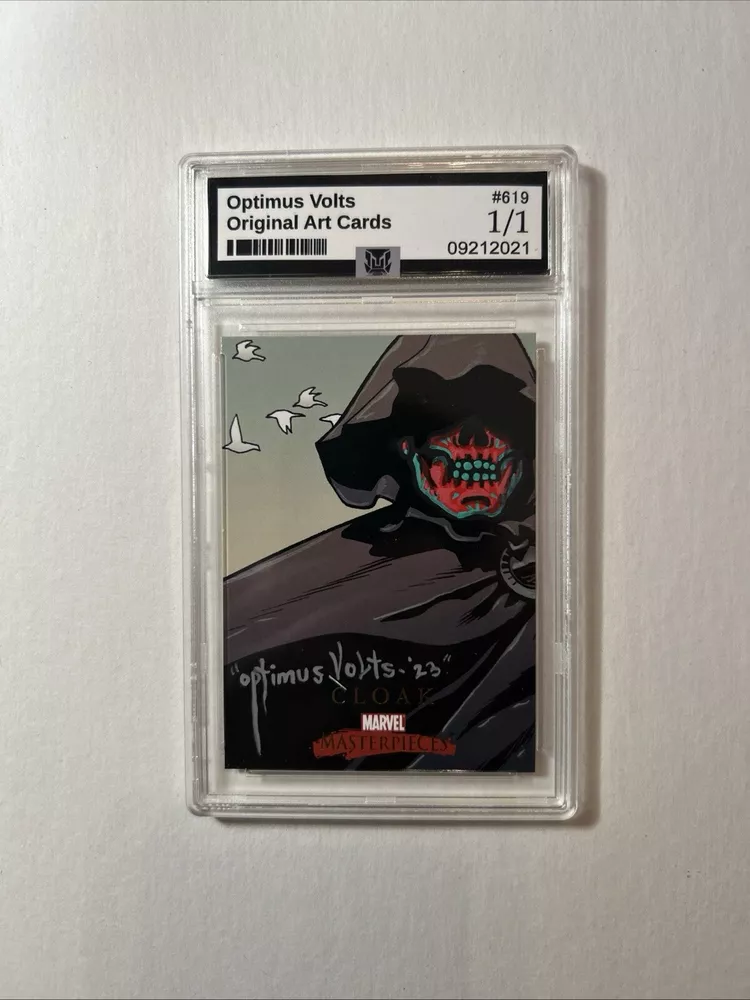 Optimus Volts
Original Art Cards
#619
1/1
09212021
"optimus Volts-'23"
CLOAK
MARVEL
MASTERPIECES